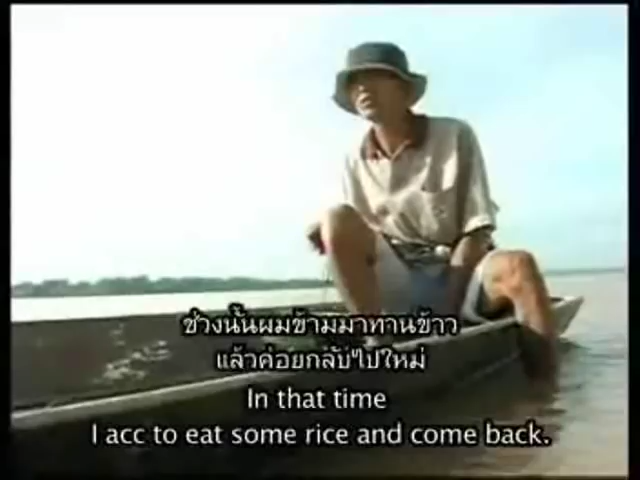 ช่วงนั้นผมข้ามมาทานข้าว
แล้วค่อยกลับไปใหม่
In that time
I acc to eat some rice and come back.